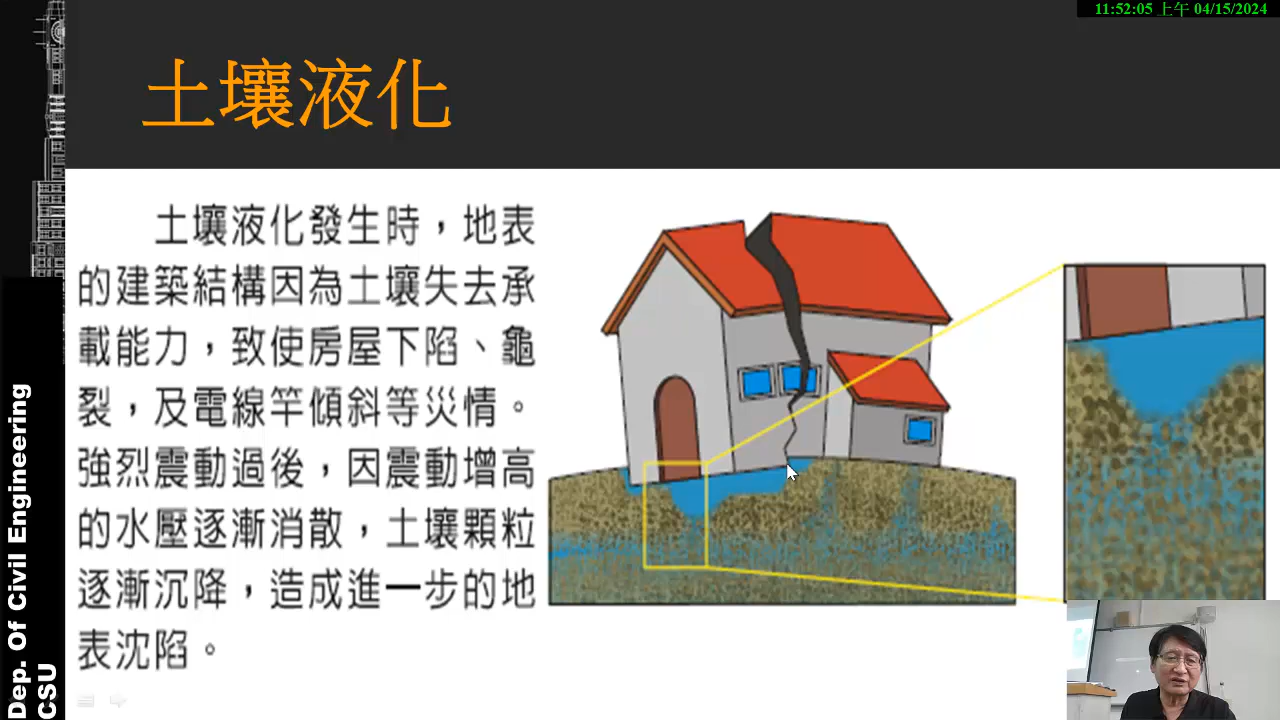 11:52:05 上午 04/15/2024
土壤液化
土壤液化發生時，地表
的建築結構因為土壤失去承
載能力，致使房屋下陷、龜
裂，及電線竿傾斜等災情。
強烈震動過後，因震動增高
的水壓逐漸消散，土壤顆粒
逐漸沉降，造成進一步的地
表沈陷。
Dep. Of Civil Engineering
CSU